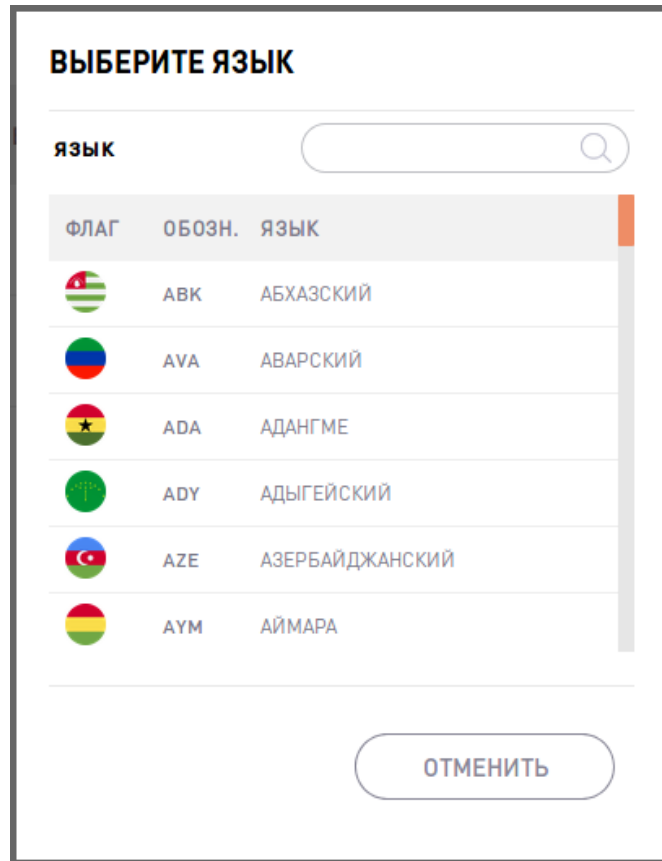 ВЫБЕРИТЕ ЯЗЫК
ЯЗЫК
ФЛАГ ОБОЗН. ЯЗЫК
ABK АБХАЗСКИЙ
AVA АВАРСКИЙ
ADA АДАНГМЕ
ADY АДЫГЕЙСКИЙ
AZE АЗЕРБАЙДЖАНСКИЙ
AYM АЙМАРА
ОТМЕНИТЬ